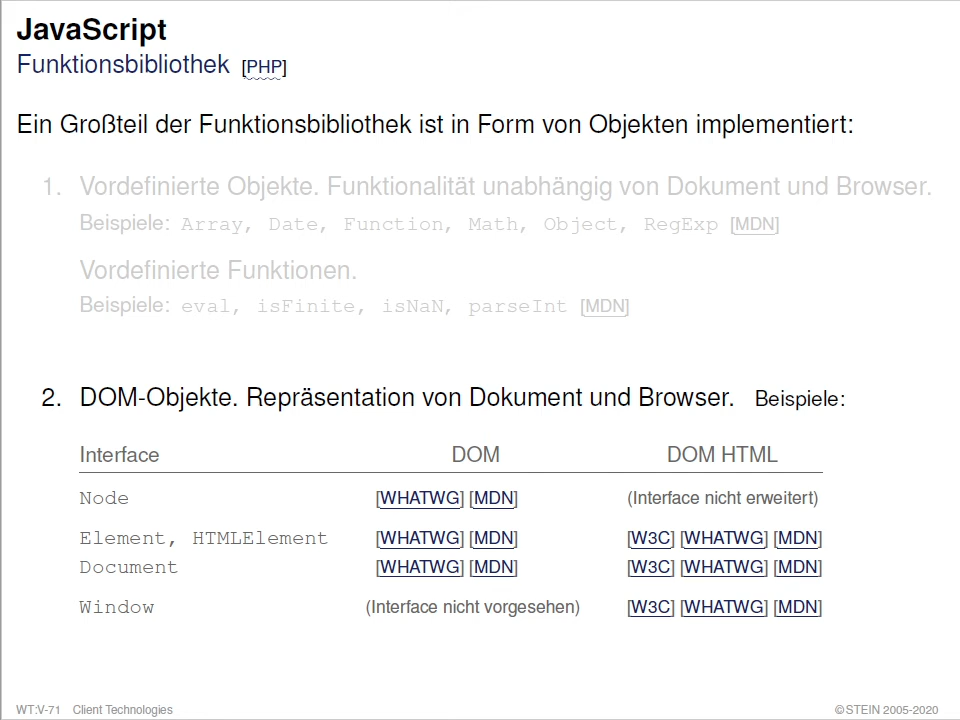 JavaScript
Funktionsbibliothek [PHP]
Ein Großteil der Funktionsbibliothek ist in Form von Objekten implementiert:
1. Vordefinierte Objekte. Funktionalität unabhängig von Dokument und Browser.
Beispiele: Array, Date, Function, Math, Object, RegExp [MDN]
Vordefinierte Funktionen.
Beispiele: eval, isFinite, isNaN, parseInt [MDN]
2. DOM-Objekte. Repräsentation von Dokument und Browser. Beispiele:
Interface DOM DOM HTML
Node [WHATWG] [MDN] (Interface nicht erweitert)
Element, HTMLElement [WHATWG] [MDN] [W3C] [WHATWG] [MDN]
Document [WHATWG] [MDN] [W3C] [WHATWG] [MDN]
Window (Interface nicht vorgesehen) [W3C] [WHATWG] [MDN]
WT:V-71 Client Technologies ©STEIN 2005-2020